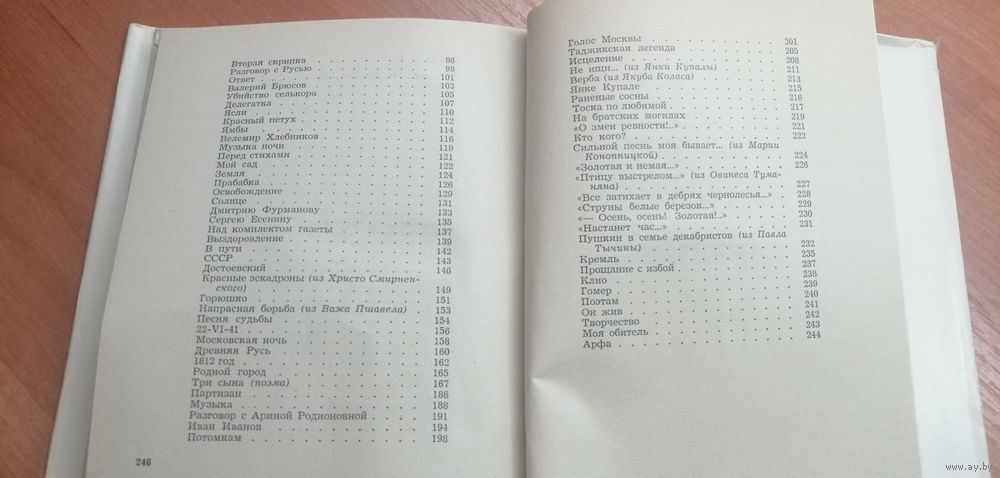 Вторая скрипка . . . . . . . . . 96
Разговор с Русью . . . . . . . . . 98
Ответ . . . . . . . . . 101
Валерий Брюсов . . . . . . . . . 103
Убийство селькора . . . . . . . . . 105
Делегатка . . . . . . . . . 107
Ясли . . . . . . . . . 110
Красный петух . . . . . . . . . 112
Ямбы . . . . . . . . . 114
Велемир Хлебников . . . . . . . . . 116
Музыка ночи . . . . . . . . . 119
Перед стихами . . . . . . . . . 121
Мой сад . . . . . . . . . 122
Земля . . . . . . . . . 124
Прабабка . . . . . . . . . 126
Освобождение . . . . . . . . . 129
Солнце . . . . . . . . . 131
Дмитрию Фурманову . . . . . . . . . 133
Сергею Есенину . . . . . . . . . 135
Над комплектом газеты . . . . . . . . . 137
Выздоровление . . . . . . . . . 139
В пути . . . . . . . . . 142
СССР . . . . . . . . . 143
Достоевский . . . . . . . . . 146
Красные эскадроны (из Христо Смирнен-
ского) . . . . . . . . . 149
Горюшко . . . . . . . . . 151
Напрасная борьба (из Важа Пшавела) . . . 153
Песня судьбы . . . . . . . . . 154
22-VI-41 . . . . . . . . . 156
Московская ночь . . . . . . . . . 158
Древняя Русь . . . . . . . . . 160
1812 год . . . . . . . . . 162
Родной город . . . . . . . . . 165
Три сына (поэма) . . . . . . . . . 167
Партизан . . . . . . . . . 186
Музыка . . . . . . . . . 188
Разговор с Ариной Родионовной . . . . . 191
Иван Иванов . . . . . . . . . 194
Потомкам . . . . . . . . . 198
246
Голос Москвы . . . . . . . . . 201
Таджикская легенда . . . . . . . . . 205
Исцеление . . . . . . . . . 208
Не ищи... (из Янки Купалы) . . . . . . 211
Верба (из Якуба Коласа) . . . . . . 213
Янке Купале . . . . . . . . . 215
Раненые сосны . . . . . . . . . 216
Тоска по любимой . . . . . . . . . 217
На братских могилах . . . . . . . . . 219
«О змеи ревности!..» . . . . . . . . . 221
Кто кого? . . . . . . . . . 222
Сильной песнь моя бывает... (из Марии
Конопницкой) . . . . . . . . . 224
«Золотая и немая...» . . . . . . . . . 226
«Птицу выстрелом...» (из Ованеса Тума-
няна) . . . . . . . . . 227
«Все затихает в дебрях чернолесья...» . . 228
«Струны белые березок...» . . . . . . 229
«— Осень, осень! Золотая!..» . . . . . 230
«Настанет час...» . . . . . . . . . 231
Пушкин в семье декабристов (из Павла
Тычины) . . . . . . . . . 232
Кремль . . . . . . . . . 235
Прощание с избой . . . . . . . . . 237
Клио . . . . . . . . . 238
Гомер . . . . . . . . . 239
Поэтам . . . . . . . . . 240
Он жив . . . . . . . . . 241
Творчество . . . . . . . . . 242
Моя обитель . . . . . . . . . 243
Арфа . . . . . . . . . 244
www.ay.by